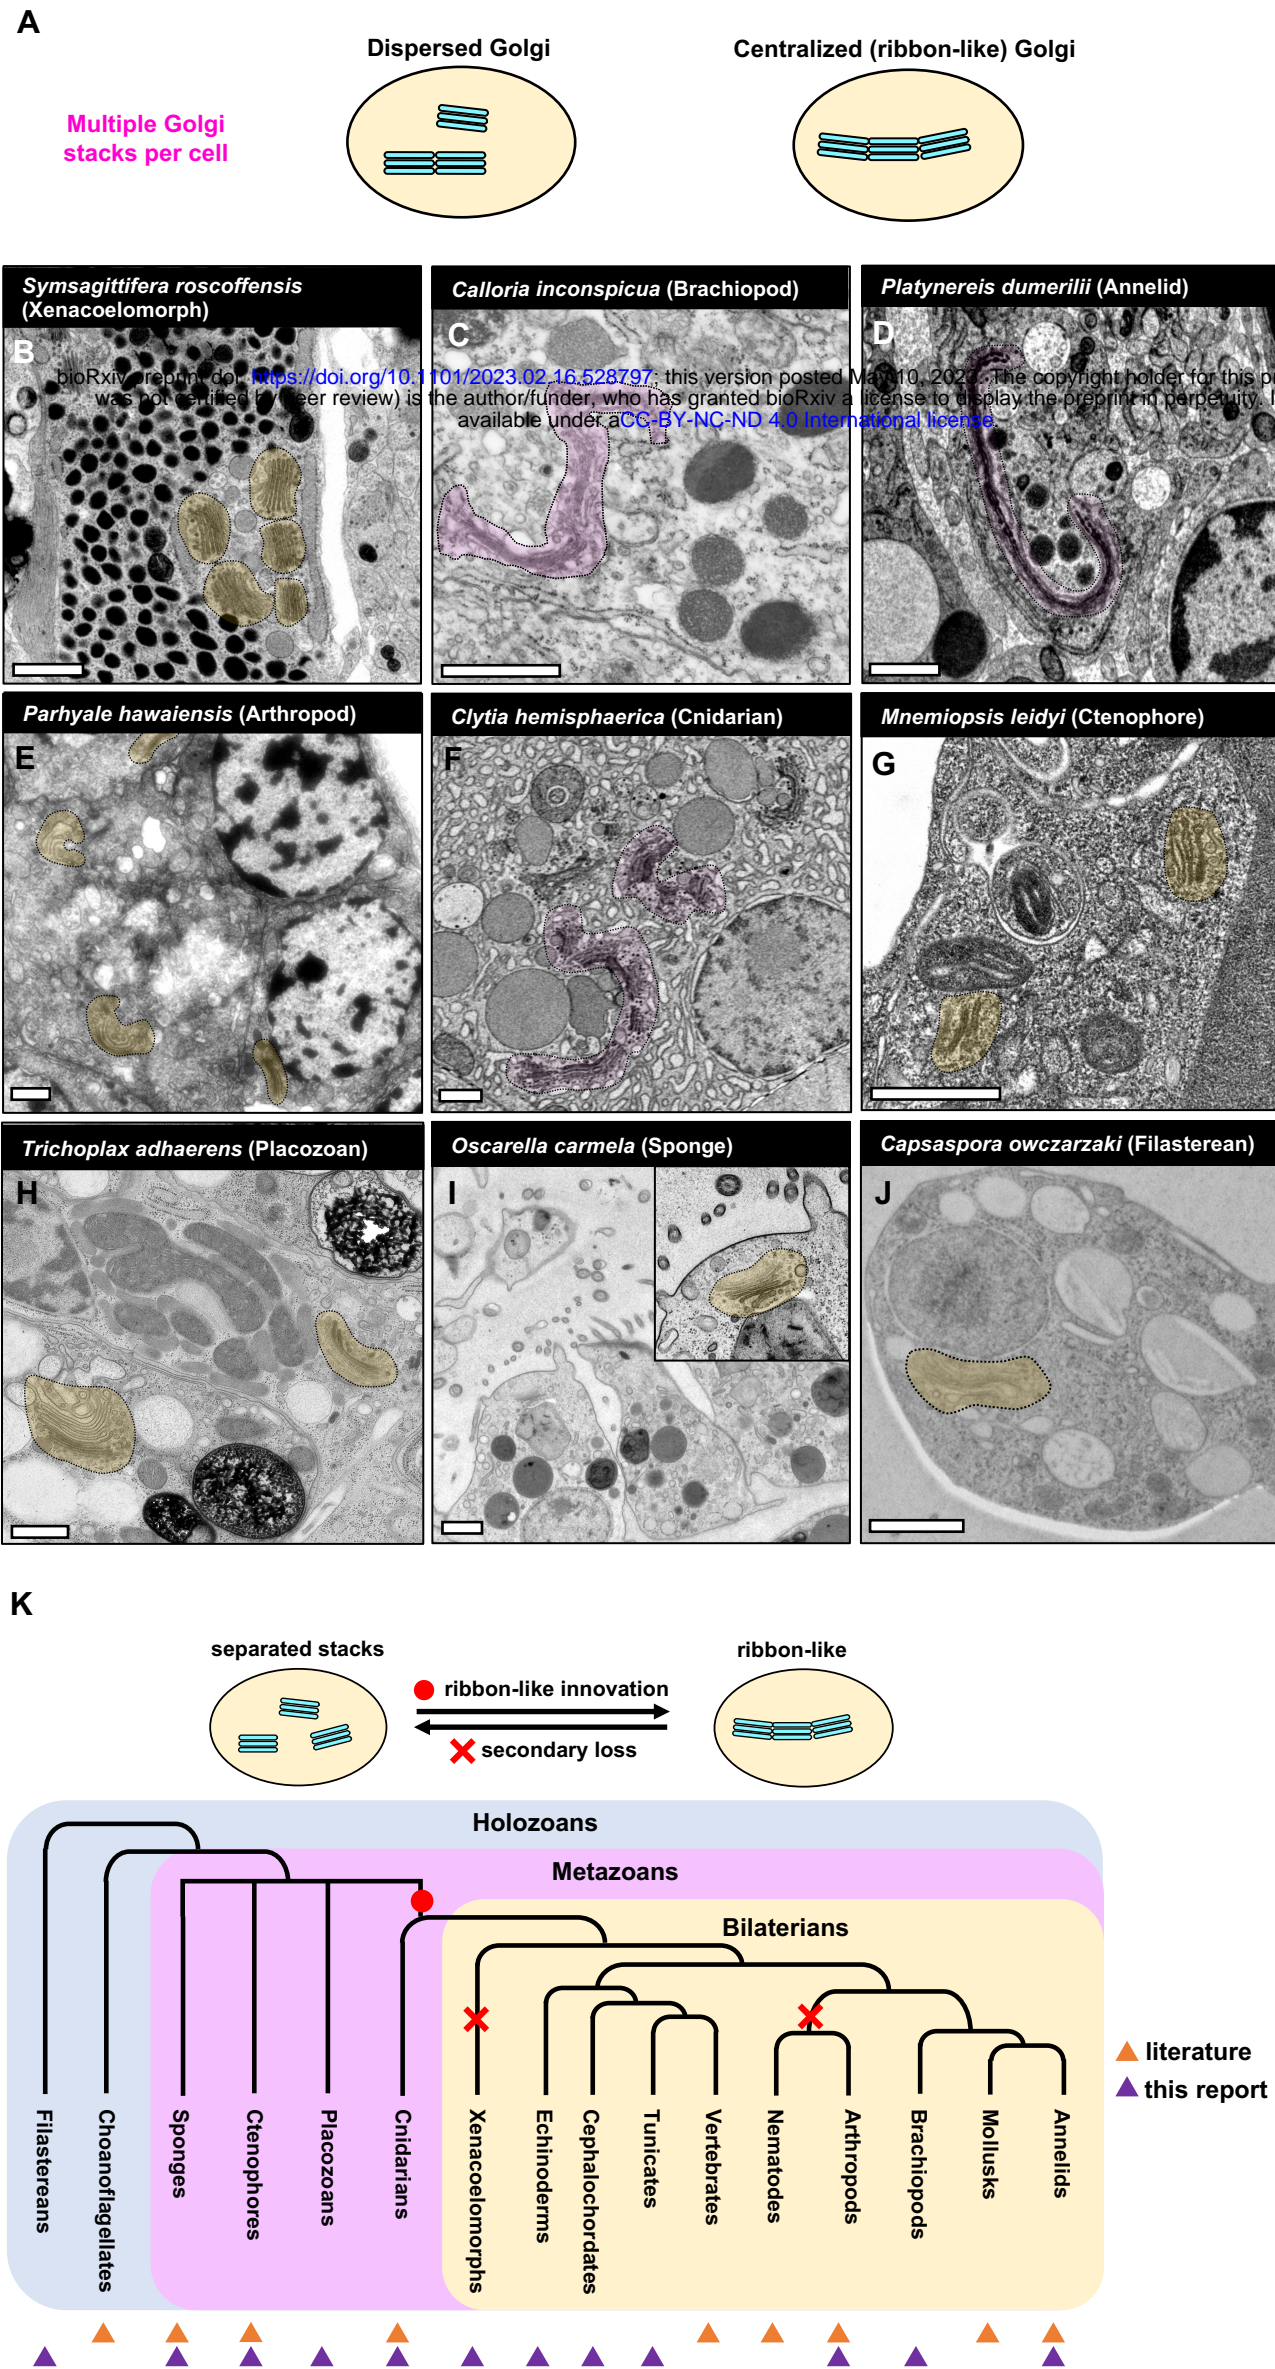 A
Dispersed Golgi
Centralized (ribbon-like) Golgi
Multiple Golgi
stacks per cell
Symsagittifera roscoffensis
(Xenacoelomorph)
Calloria inconspicua (Brachiopod)
Platynereis dumerilii (Annelid)
B
C
D
bioRxiv preprint doi: https://doi.org/10.1101/2023.02.16.528797; this version posted May 10, 2023. The copyright holder for this
was not certified by peer review) is the author/funder, who has granted bioRxiv a license to display the preprint in perpetuity.
available under aCC-BY-NC-ND 4.0 International license.
Parhyale hawaiensis (Arthropod)
Clytia hemisphaerica (Cnidarian)
Mnemiopsis leidyi (Ctenophore)
E
F
G
Trichoplax adhaerens (Placozoan)
Oscarella carmela (Sponge)
Capsaspora owczarzaki (Filasterean)
H
I
J
K
separated stacks
ribbon-like
ribbon-like innovation
secondary loss
Holozoans
Metazoans
Bilaterians
literature
this report
Filastereans
Choanoflagellates
Sponges
Ctenophores
Placozoans
Cnidarians
Xenacoelomorphs
Echinoderms
Cephalochordates
Tunicates
Vertebrates
Nematodes
Arthropods
Brachiopods
Mollusks
Annelids